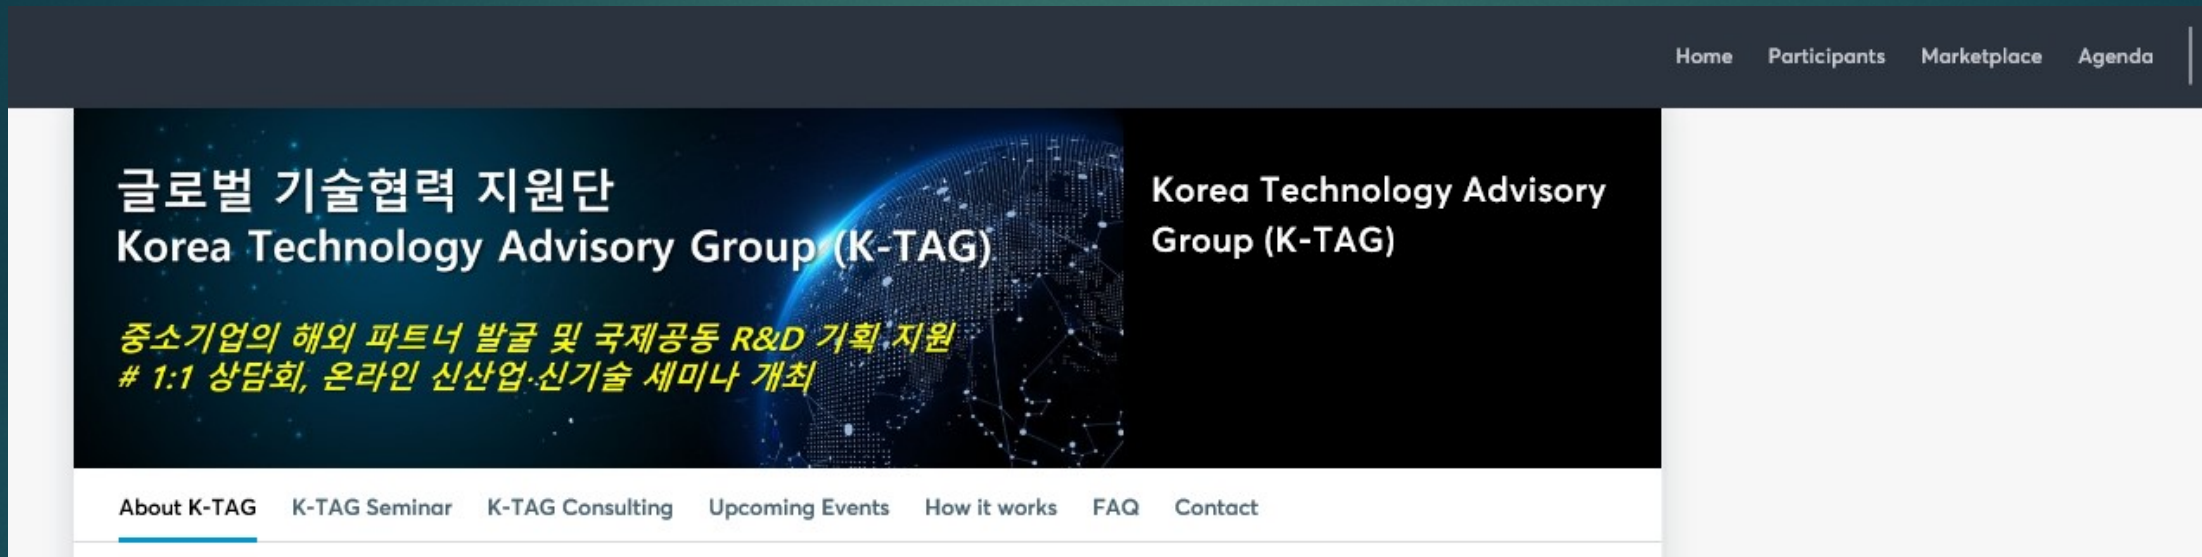 Home Participants Marketplace Agenda
글로벌 기술협력 지원단
Korea Technology Advisory Group (K-TAG)
중소기업의 해외 파트너 발굴 및 국제공동 R&D 기획 지원
# 1:1 상담회, 온라인 신산업·신기술 세미나 개최
Korea Technology Advisory
Group (K-TAG)
About K-TAG K-TAG Seminar K-TAG Consulting Upcoming Events How it works FAQ Contact